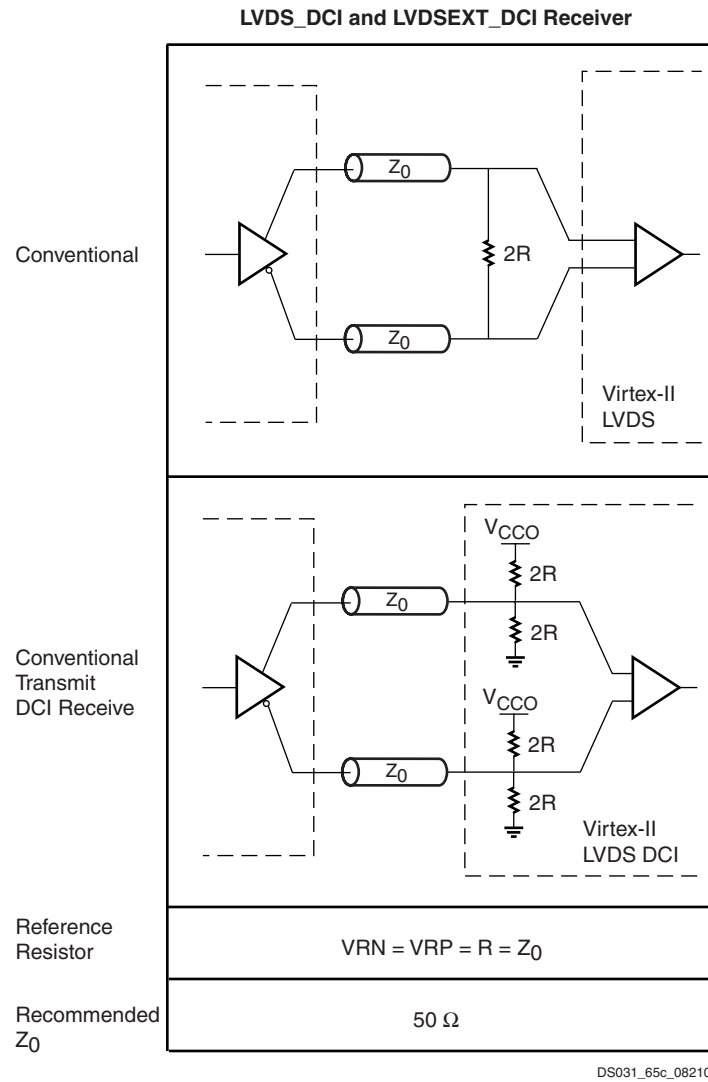 LVDS_DCI and LVDSEXT_DCI Receiver
Conventional
Z0
2R
Z0
Virtex-II
LVDS
Conventional
Transmit
DCI Receive
VCCO
2R
Z0
2R
VCCO
2R
Z0
2R
Virtex-II
LVDS DCI
Reference
Resistor
VRN = VRP = R = Z0
Recommended
Z0
50 Ω
DS031_65c_08210